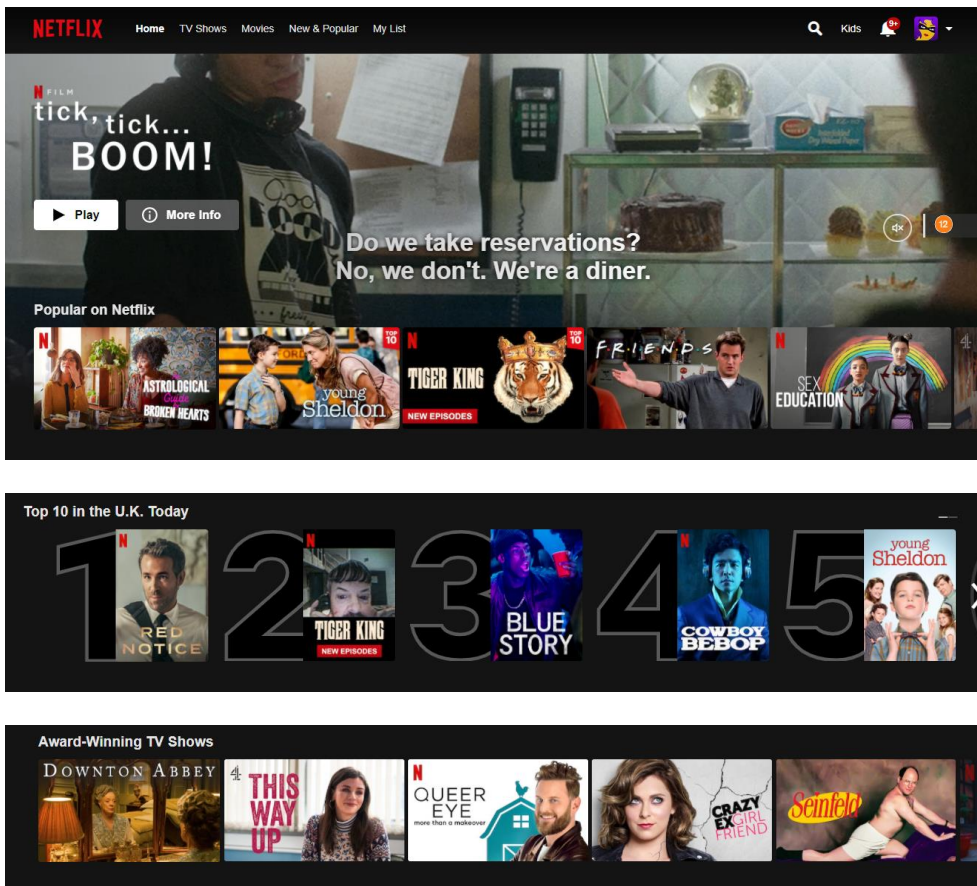 NETFLIX
Home TV Shows Movies New & Popular My List
Kids
9+
N FILM
tick, tick...
BOOM!
Play
More Info
12
Do we take reservations?
No, we don't. We're a diner.
Popular on Netflix
N
ASTROLOGICAL
Guide
BROKEN HEARTS
TOP
10
young
Sheldon
N
TOP
10
TIGER KING
NEW EPISODES
F·R·I·E·N·D·S
N
SEX
EDUCATION
4
Top 10 in the U.K. Today
1
N
RED
NOTICE
2
N
TIGER KING
NEW EPISODES
3
BLUE
STORY
4
N
COWBOY
BEBOP
5
young
Sheldon
Award-Winning TV Shows
DOWNTON ABBEY
4
THIS
WAY
UP
N
QUEER
EYE
more than a makeover
CRAZY
EX GIRL
FRIEND
Seinfeld
N